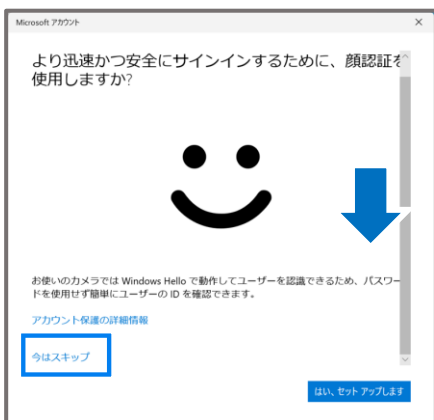 Microsoft アカウント
より迅速かつ安全にサインインするために、顔認証を
使用しますか?
お使いのカメラでは Windows Hello で動作してユーザーを認識できるため、パスワー
ドを使用せず簡単にユーザーの ID を確認できます。
アカウント保護の詳細情報
今はスキップ
はい、セット アップします